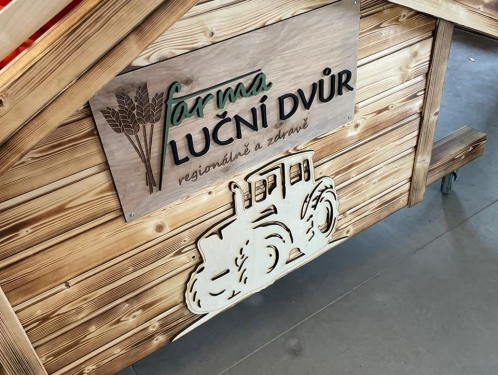 farma
LUČNÍ DVŮR
regionálně a zdravě